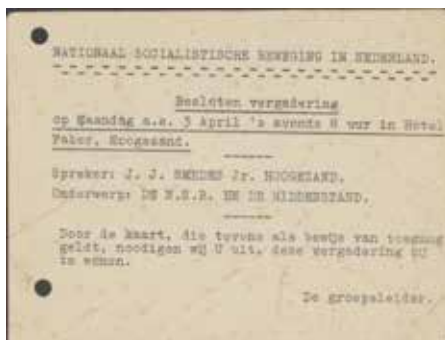 NATIONAAL SOCIALISTISCHE BEWEGING IN NEDERLAND.
Besloten vergadering
op Maandag a.s. 3 April 's avonds 8 uur in Hotel
Faber, Hoogezand.
Spreker: J. J. Jr. HOOGEZAND.
Onderwerp: DE N.S.B. EN DE MIDDENSTAND.
Door de kaart, die tevens als bewijs van toegang
geldt, noodigen wij U uit, deze vergadering bij
te wonen.
De groepsleider.